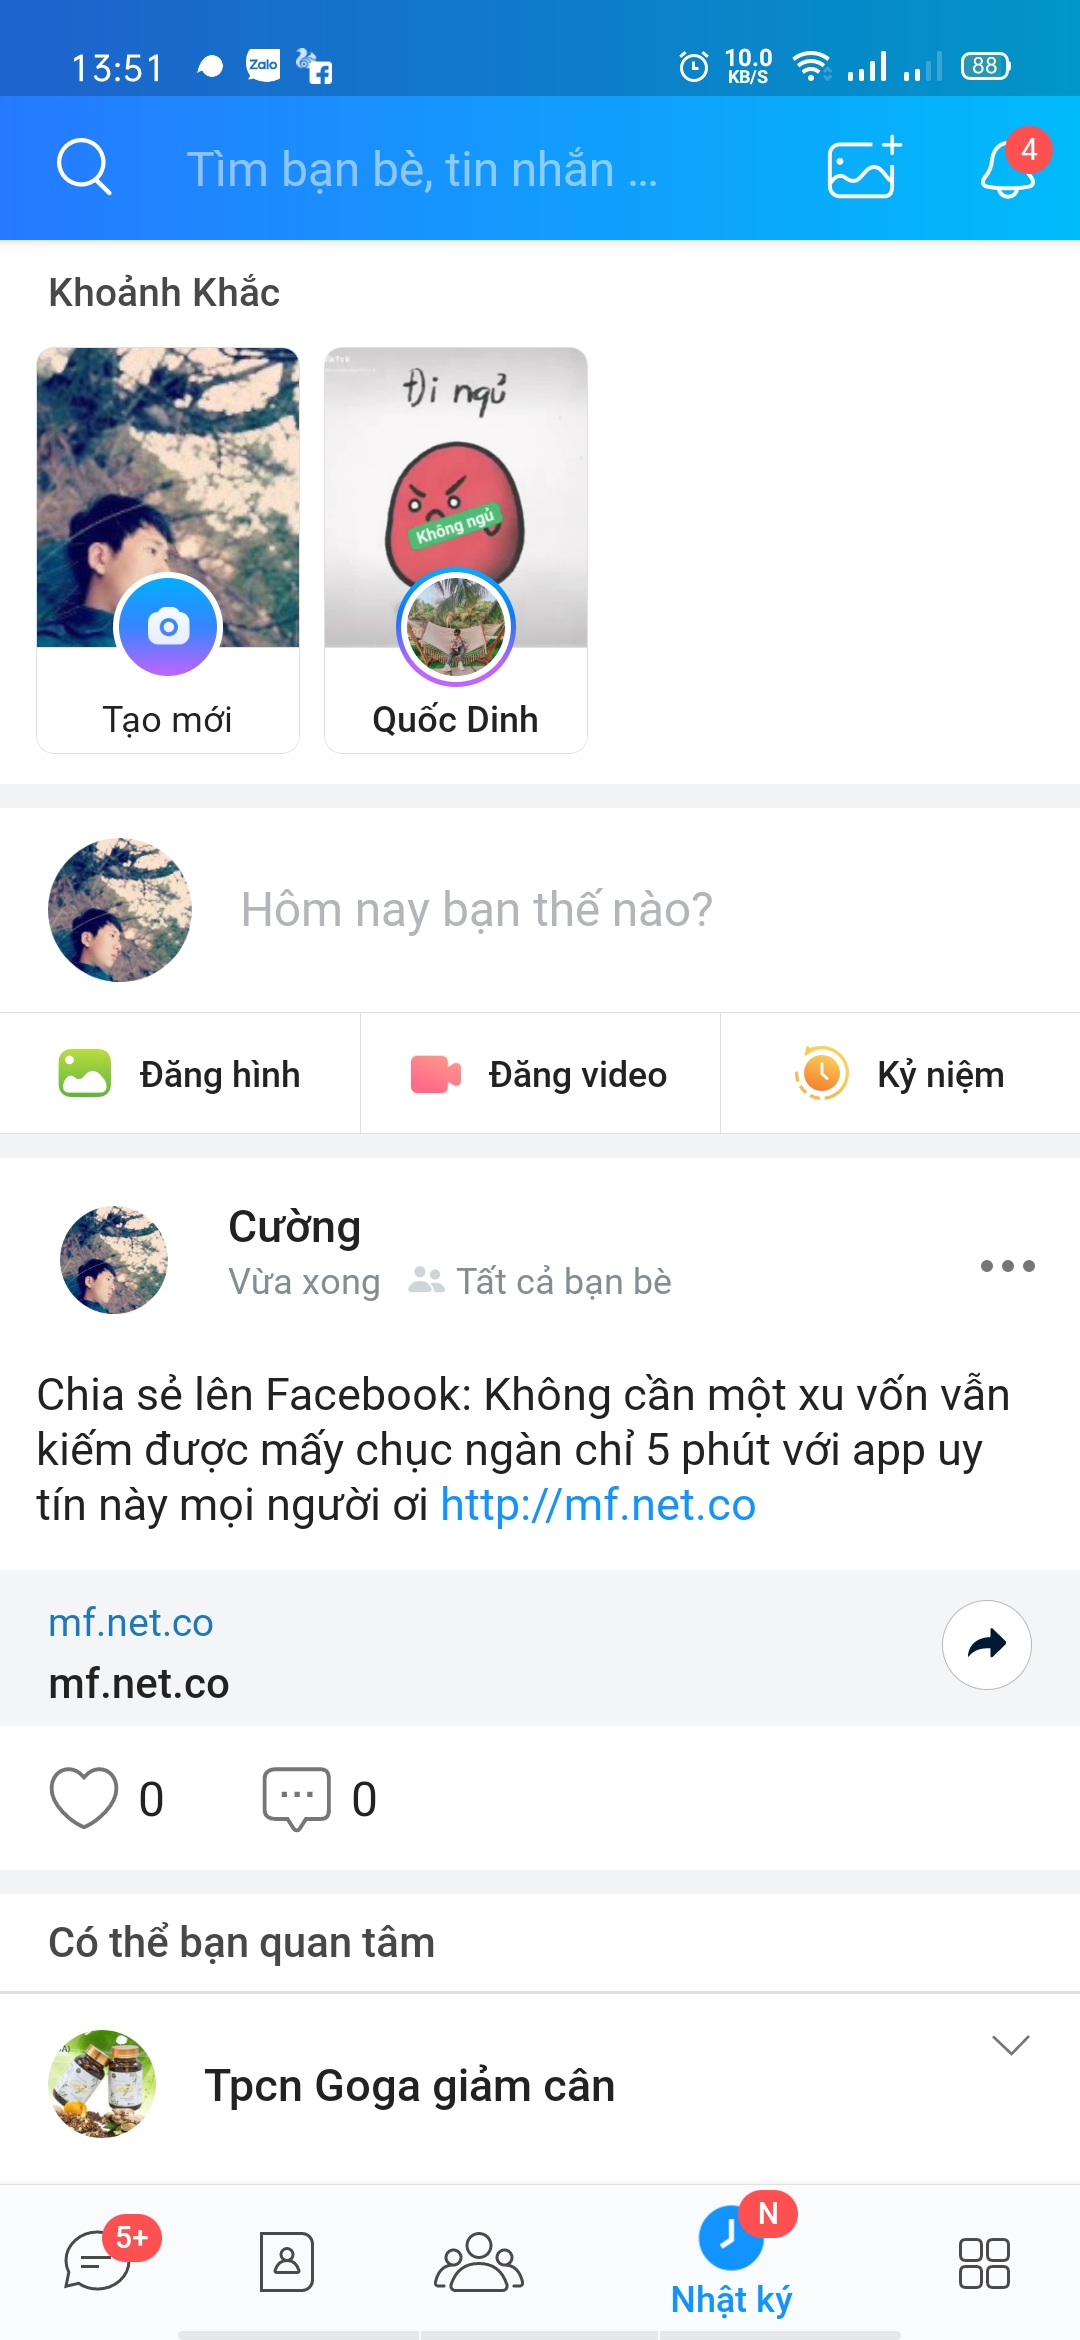 13:51
Zalo
10.0
KB/S
88
Tìm bạn bè, tin nhắn ...
4
Khoảnh Khắc
TikTok
Đi ngủ
Không ngủ
Tạo mới
Quốc Dinh
Hôm nay bạn thế nào?
Đăng hình
Đăng video
Kỷ niệm
Cường
Vừa xong Tất cả bạn bè
Chia sẻ lên Facebook: Không cần một xu vốn vẫn
kiếm được mấy chục ngàn chỉ 5 phút với app uy
tín này mọi người ơi http://mf.net.co
mf.net.co
mf.net.co
0
0
Có thể bạn quan tâm
Tpcn Goga giảm cân
5+
N
Nhật ký